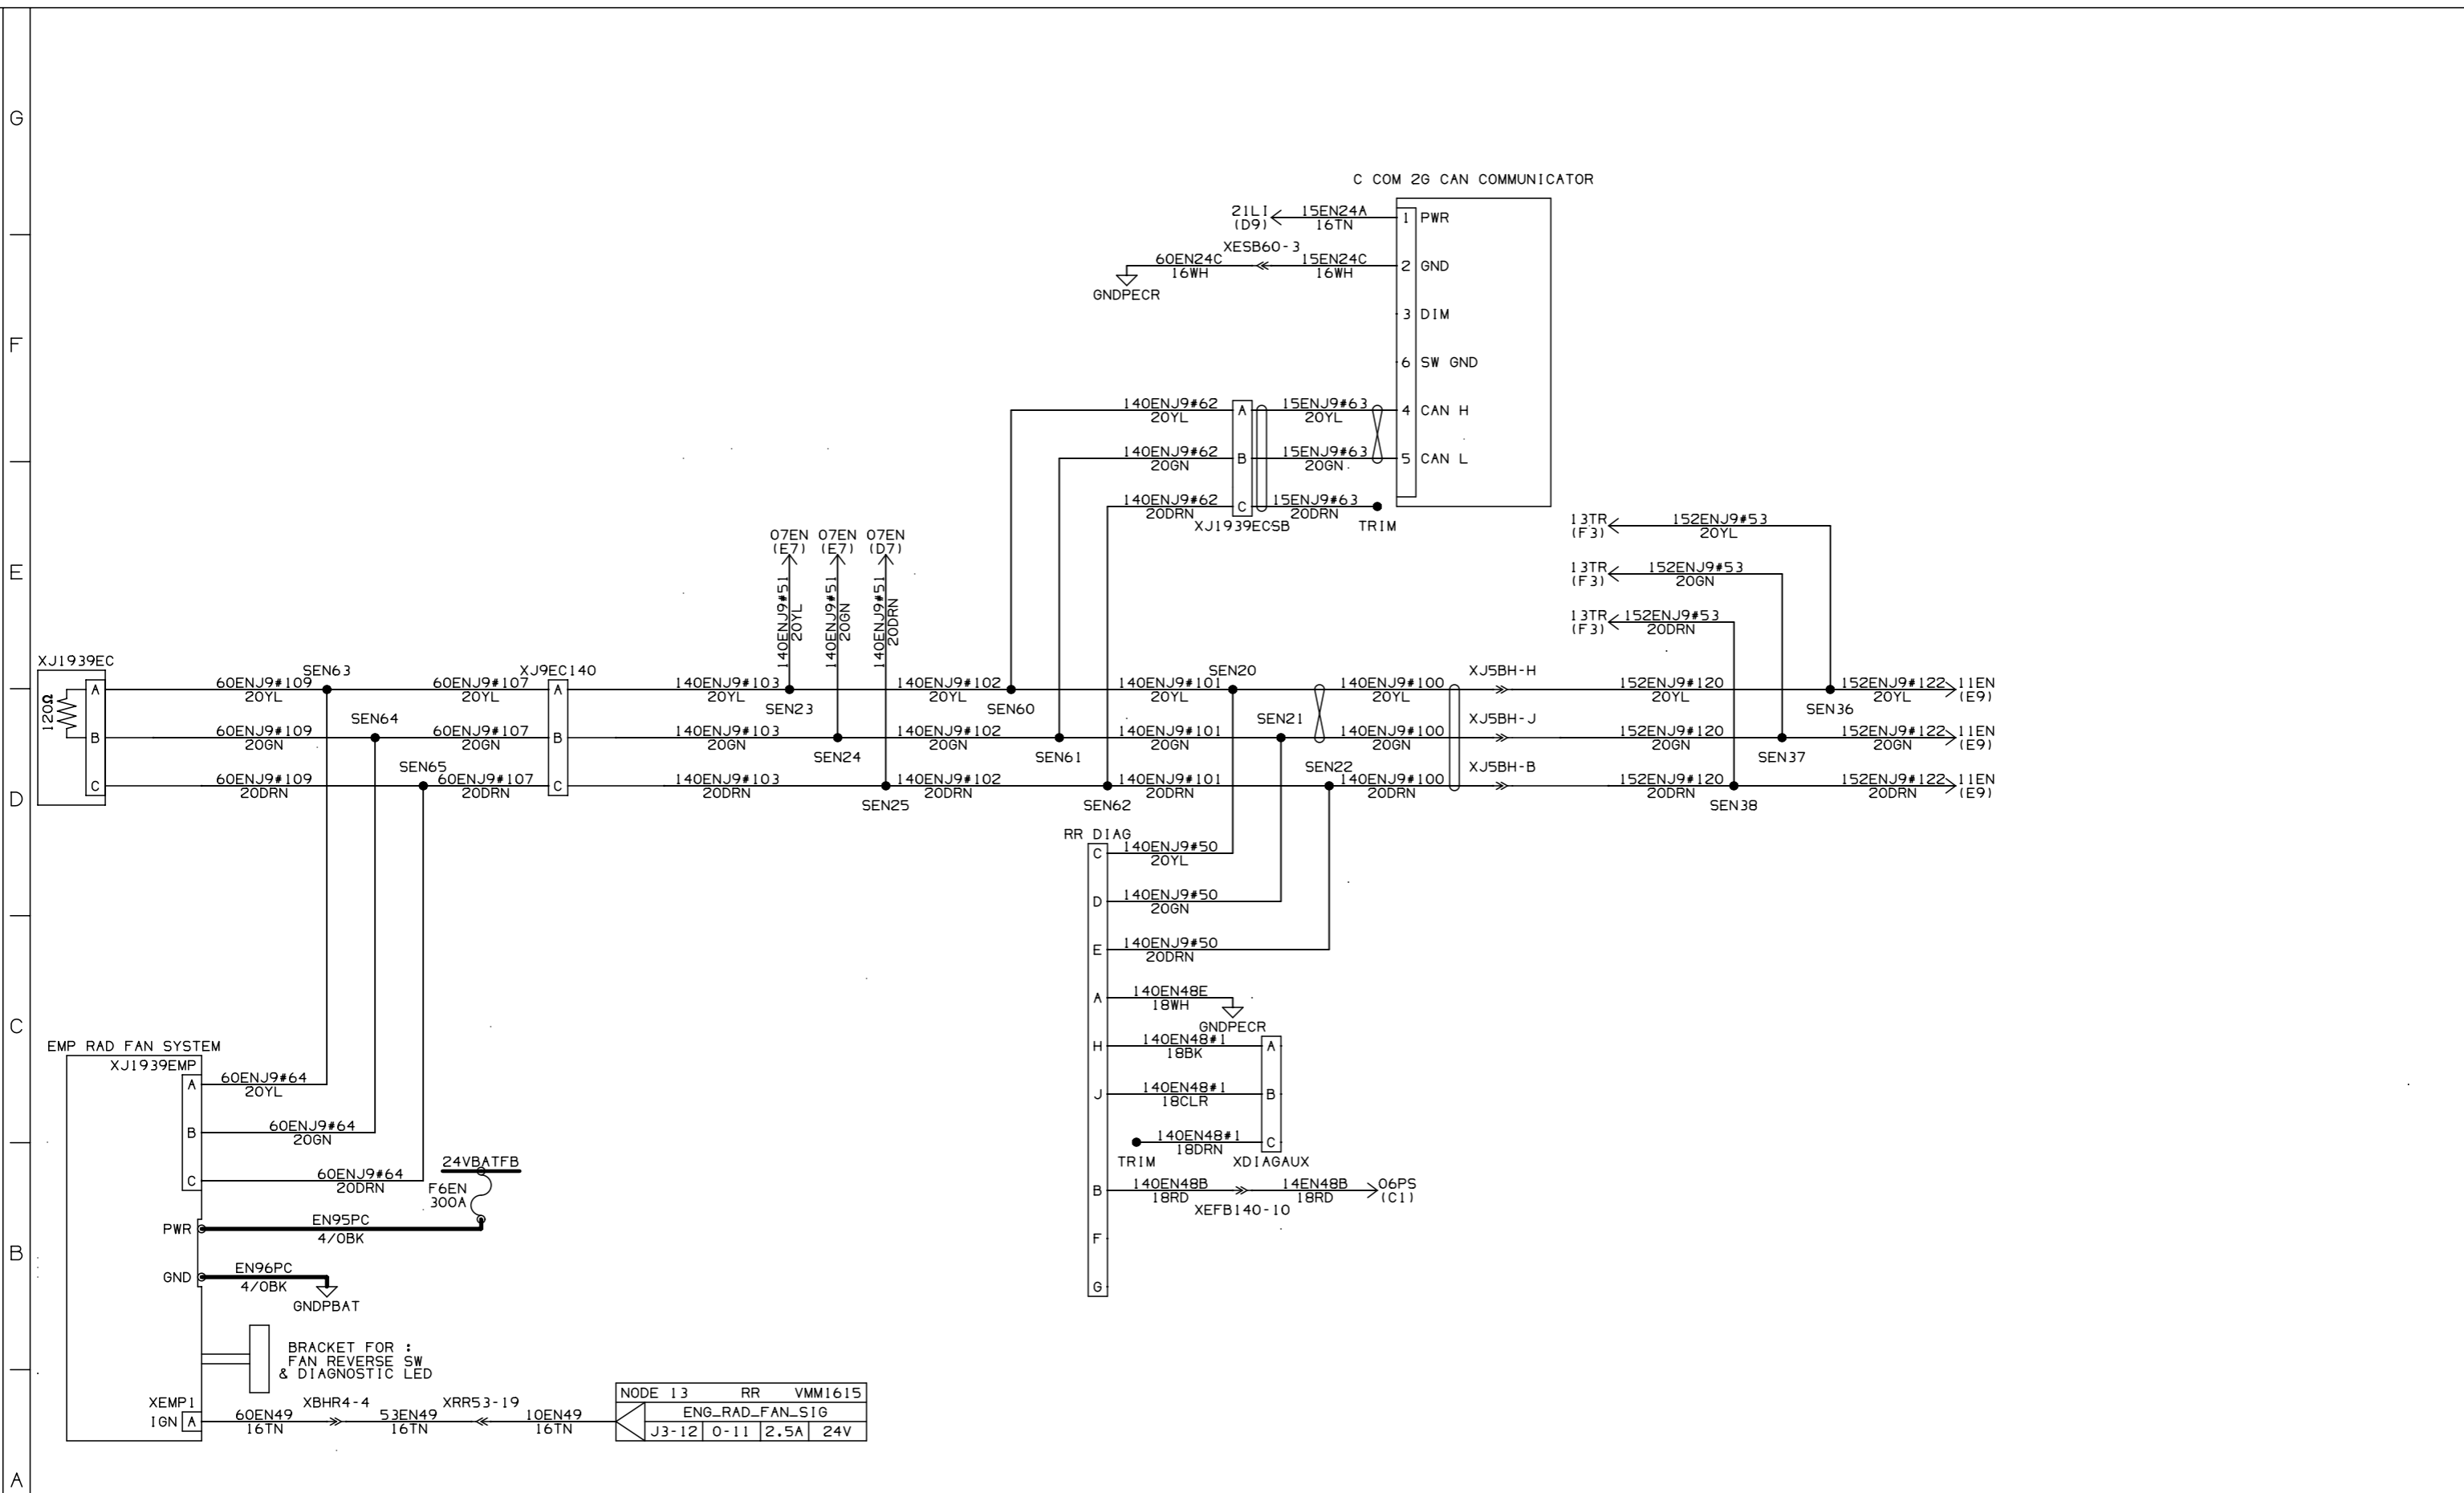 G
F
E
D
C
B
A
C COM 2G CAN COMMUNICATOR
21LI
(D9)
15EN24A
16TN
1 PWR
XESB60-3
60EN24C
16WH
15EN24C
16WH
2 GND
GNDPECR
3 DIM
6 SW GND
140ENJ9#62
20YL
A
15ENJ9#63
20YL
4 CAN H
140ENJ9#62
20GN
B
15ENJ9#63
20GN
5 CAN L
140ENJ9#62
20DRN
C
15ENJ9#63
20DRN
XJ1939ECSB
TRIM
07EN
(E7)
07EN
(E7)
07EN
(D7)
140ENJ9#51
20YL
140ENJ9#51
20GN
140ENJ9#51
20DRN
13TR
(F3)
152ENJ9#53
20YL
13TR
(F3)
152ENJ9#53
20GN
13TR
(F3)
152ENJ9#53
20DRN
XJ1939EC
120Ω
A
60ENJ9#109
20YL
SEN63
60ENJ9#107
20YL
XJ9EC140
A
140ENJ9#103
20YL
SEN23
140ENJ9#102
20YL
SEN60
140ENJ9#101
20YL
SEN20
140ENJ9#100
20YL
XJ5BH-H
152ENJ9#120
20YL
SEN36
152ENJ9#122
20YL
11EN
(E9)
B
60ENJ9#109
20GN
SEN64
60ENJ9#107
20GN
B
140ENJ9#103
20GN
SEN24
140ENJ9#102
20GN
SEN61
140ENJ9#101
20GN
SEN21
140ENJ9#100
20GN
XJ5BH-J
152ENJ9#120
20GN
SEN37
152ENJ9#122
20GN
11EN
(E9)
C
60ENJ9#109
20DRN
SEN65
60ENJ9#107
20DRN
C
140ENJ9#103
20DRN
SEN25
140ENJ9#102
20DRN
SEN62
140ENJ9#101
20DRN
SEN22
140ENJ9#100
20DRN
XJ5BH-B
152ENJ9#120
20DRN
SEN38
152ENJ9#122
20DRN
11EN
(E9)
RR DIAG
C
140ENJ9#50
20YL
D
140ENJ9#50
20GN
E
140ENJ9#50
20DRN
A
140EN48E
18WH
GNDPECR
H
140EN48#1
18BK
A
J
140EN48#1
18CLR
B
140EN48#1
18DRN
C
TRIM
XDIAGAUX
B
140EN48B
18RD
14EN48B
18RD
06PS
(C1)
XEFB140-10
F
G
EMP RAD FAN SYSTEM
XJ1939EMP
A
60ENJ9#64
20YL
B
60ENJ9#64
20GN
C
60ENJ9#64
20DRN
24VBATFB
F6EN
300A
PWR
EN95PC
4/0BK
GND
EN96PC
4/0BK
GNDPBAT
BRACKET FOR :
FAN REVERSE SW
& DIAGNOSTIC LED
XEMP1
IGN A
60EN49
16TN
XBHR4-4
53EN49
16TN
XRR53-19
10EN49
16TN
NODE 13 RR VMM1615
ENG_RAD_FAN_SIG
J3-12 O-11 2.5A 24V